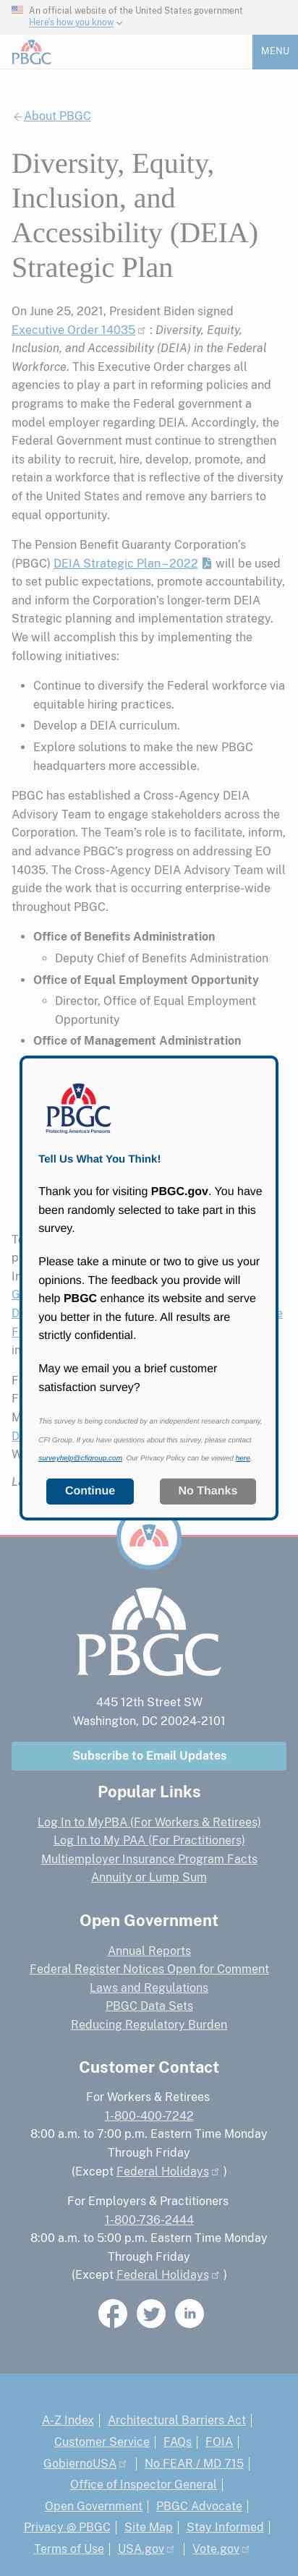 An official website of the United States government
Here's how you know
PBGC
MENU
About PBGC
Diversity, Equity,
Inclusion, and
Accessibility (DEIA)
Strategic Plan
On June 25, 2021, President Biden signed
Executive Order 14035 : Diversity, Equity,
Inclusion, and Accessibility (DEIA) in the Federal
Workforce. This Executive Order charges all
agencies to play a part in reforming policies and
programs to make the Federal government a
model employer regarding DEIA. Accordingly, the
Federal Government must continue to strengthen
its ability to recruit, hire, develop, promote, and
retain a workforce that is reflective of the diversity
of the United States and remove any barriers to
equal opportunity.
The Pension Benefit Guaranty Corporation's
(PBGC) DEIA Strategic Plan – 2022 will be used
to set public expectations, promote accountability,
and inform the Corporation's longer-term DEIA
Strategic planning and implementation strategy.
We will accomplish this by implementing the
following initiatives:
Continue to diversify the Federal workforce via
equitable hiring practices.
Develop a DEIA curriculum.
Explore solutions to make the new PBGC
headquarters more accessible.
PBGC has established a Cross-Agency DEIA
Advisory Team to engage stakeholders across the
Corporation. The Team's role is to facilitate, inform,
and advance PBGC's progress on addressing EO
14035. The Cross-Agency DEIA Advisory Team will
guide the work that is occurring enterprise-wide
throughout PBGC.
Office of Benefits Administration
Deputy Chief of Benefits Administration
Office of Equal Employment Opportunity
Director, Office of Equal Employment
Opportunity
Office of Management Administration
PBGC
Protecting America's Pensions
Tell Us What You Think!
Thank you for visiting PBGC.gov. You have
been randomly selected to take part in this
survey.
Please take a minute or two to give us your
opinions. The feedback you provide will
help PBGC enhance its website and serve
you better in the future. All results are
strictly confidential.
May we email you a brief customer
satisfaction survey?
This survey is being conducted by an independent research company,
CFI Group. If you have questions about this survey, please contact
surveyhelp@cfigroup.com. Our Privacy Policy can be viewed here.
Continue
No Thanks
PBGC
445 12th Street SW
Washington, DC 20024-2101
Subscribe to Email Updates
Popular Links
Log In to MyPBA (For Workers & Retirees)
Log In to My PAA (For Practitioners)
Multiemployer Insurance Program Facts
Annuity or Lump Sum
Open Government
Annual Reports
Federal Register Notices Open for Comment
Laws and Regulations
PBGC Data Sets
Reducing Regulatory Burden
Customer Contact
For Workers & Retirees
1-800-400-7242
8:00 a.m. to 7:00 p.m. Eastern Time Monday
Through Friday
(Except Federal Holidays )
For Employers & Practitioners
1-800-736-2444
8:00 a.m. to 5:00 p.m. Eastern Time Monday
Through Friday
(Except Federal Holidays )
A-Z Index | Architectural Barriers Act |
Customer Service | FAQs | FOIA |
GobiernoUSA | No FEAR / MD 715 |
Office of Inspector General |
Open Government | PBGC Advocate |
Privacy @ PBGC | Site Map | Stay Informed |
Terms of Use | USA.gov | Vote.gov